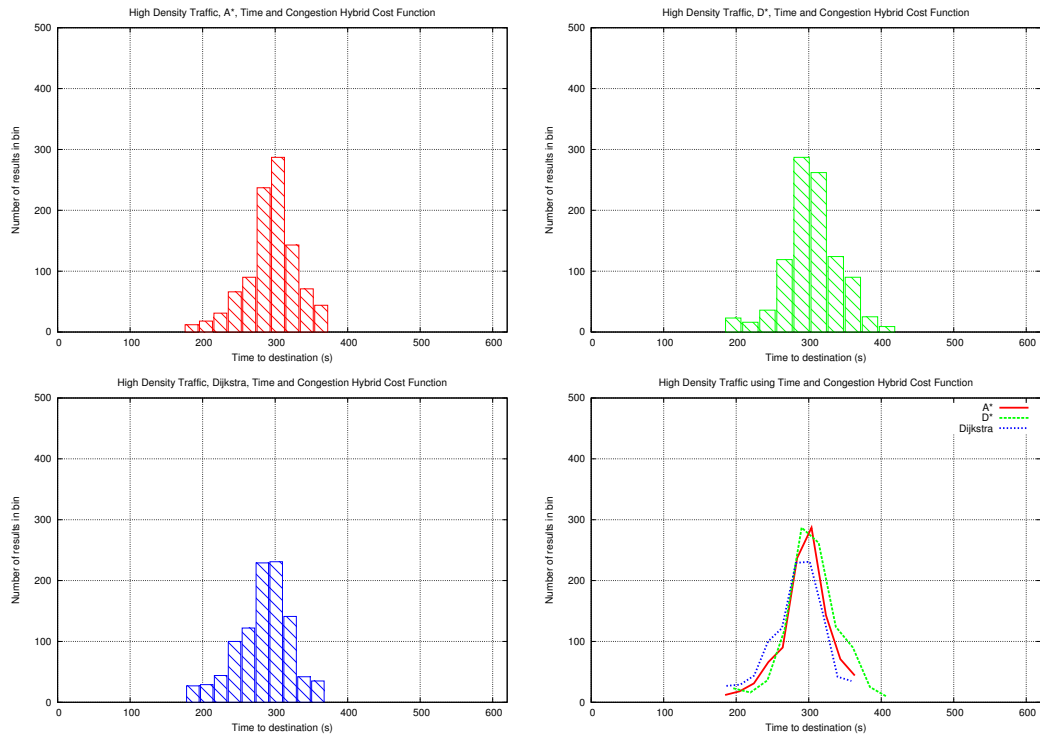 High Density Traffic, A*, Time and Congestion Hybrid Cost Function
500
400
300
200
100
0
Number of results in bin
0 100 200 300 400 500 600
Time to destination (s)
High Density Traffic, D*, Time and Congestion Hybrid Cost Function
500
400
300
200
100
0
Number of results in bin
0 100 200 300 400 500 600
Time to destination (s)
High Density Traffic, Dijkstra, Time and Congestion Hybrid Cost Function
500
400
300
200
100
0
Number of results in bin
0 100 200 300 400 500 600
Time to destination (s)
High Density Traffic using Time and Congestion Hybrid Cost Function
A*
D*
Dijkstra
500
400
300
200
100
0
Number of results in bin
0 100 200 300 400 500 600
Time to destination (s)